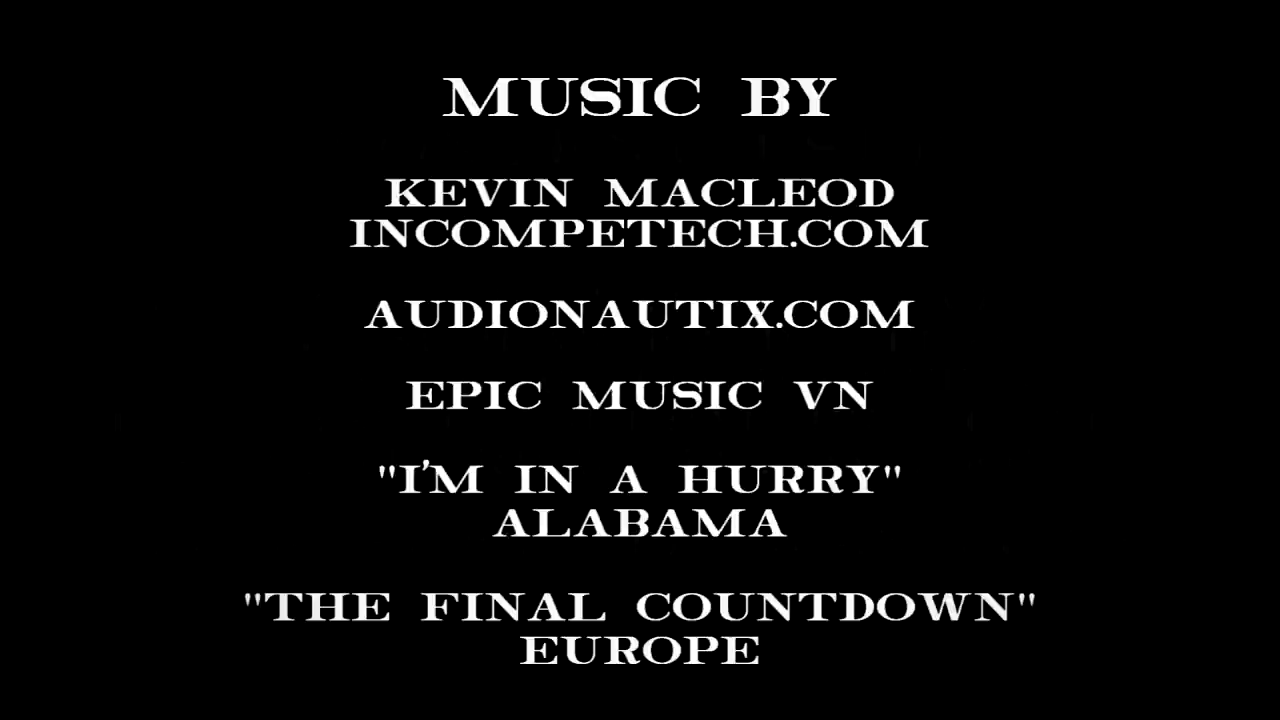 MUSIC BY
KEVIN MACLEOD
INCOMPETECH.COM
AUDIONAUTIX.COM
EPIC MUSIC VN
"I'M IN A HURRY"
ALABAMA
"THE FINAL COUNTDOWN"
EUROPE